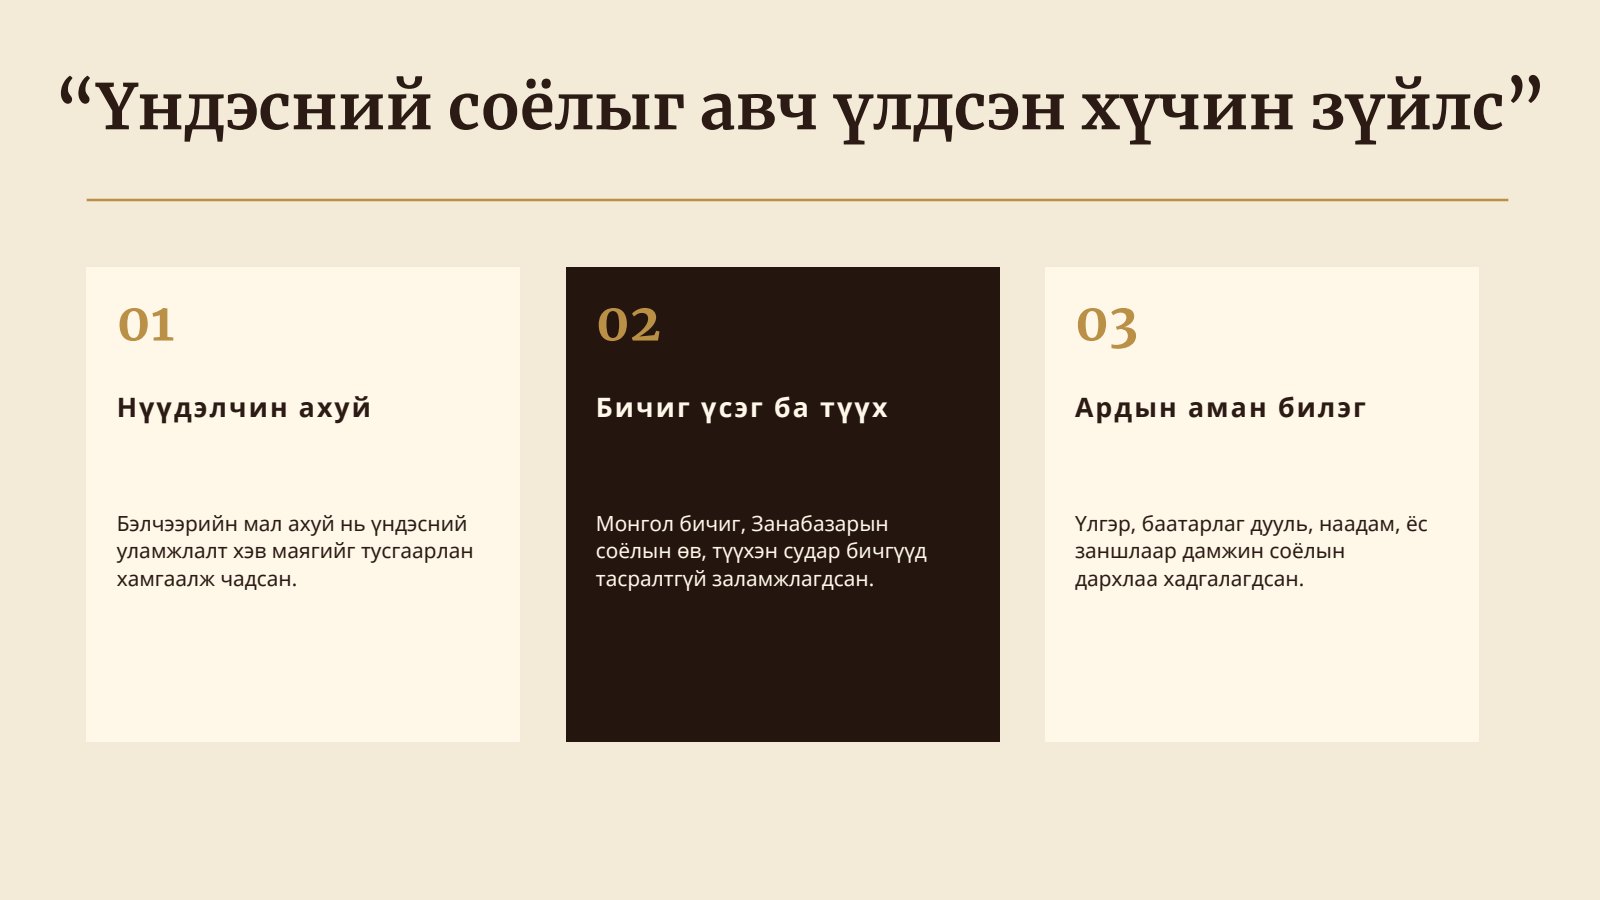 “Үндэсний соёлыг авч үлдсэн хүчин зүйлс”
01
Нүүдэлчин ахуй
Бэлчээрийн мал ахуй нь үндэсний
уламжлалт хэв маягийг тусгаарлан
хамгаалж чадсан.
02
Бичиг үсэг ба түүх
Монгол бичиг, Занабазарын
соёлын өв, түүхэн судар бичгүүд
тасралтгүй заламжлагдсан.
03
Ардын аман билэг
Үлгэр, баатарлаг дууль, наадам, ёс
заншлаар дамжин соёлын
дархлаа хадгалагдсан.